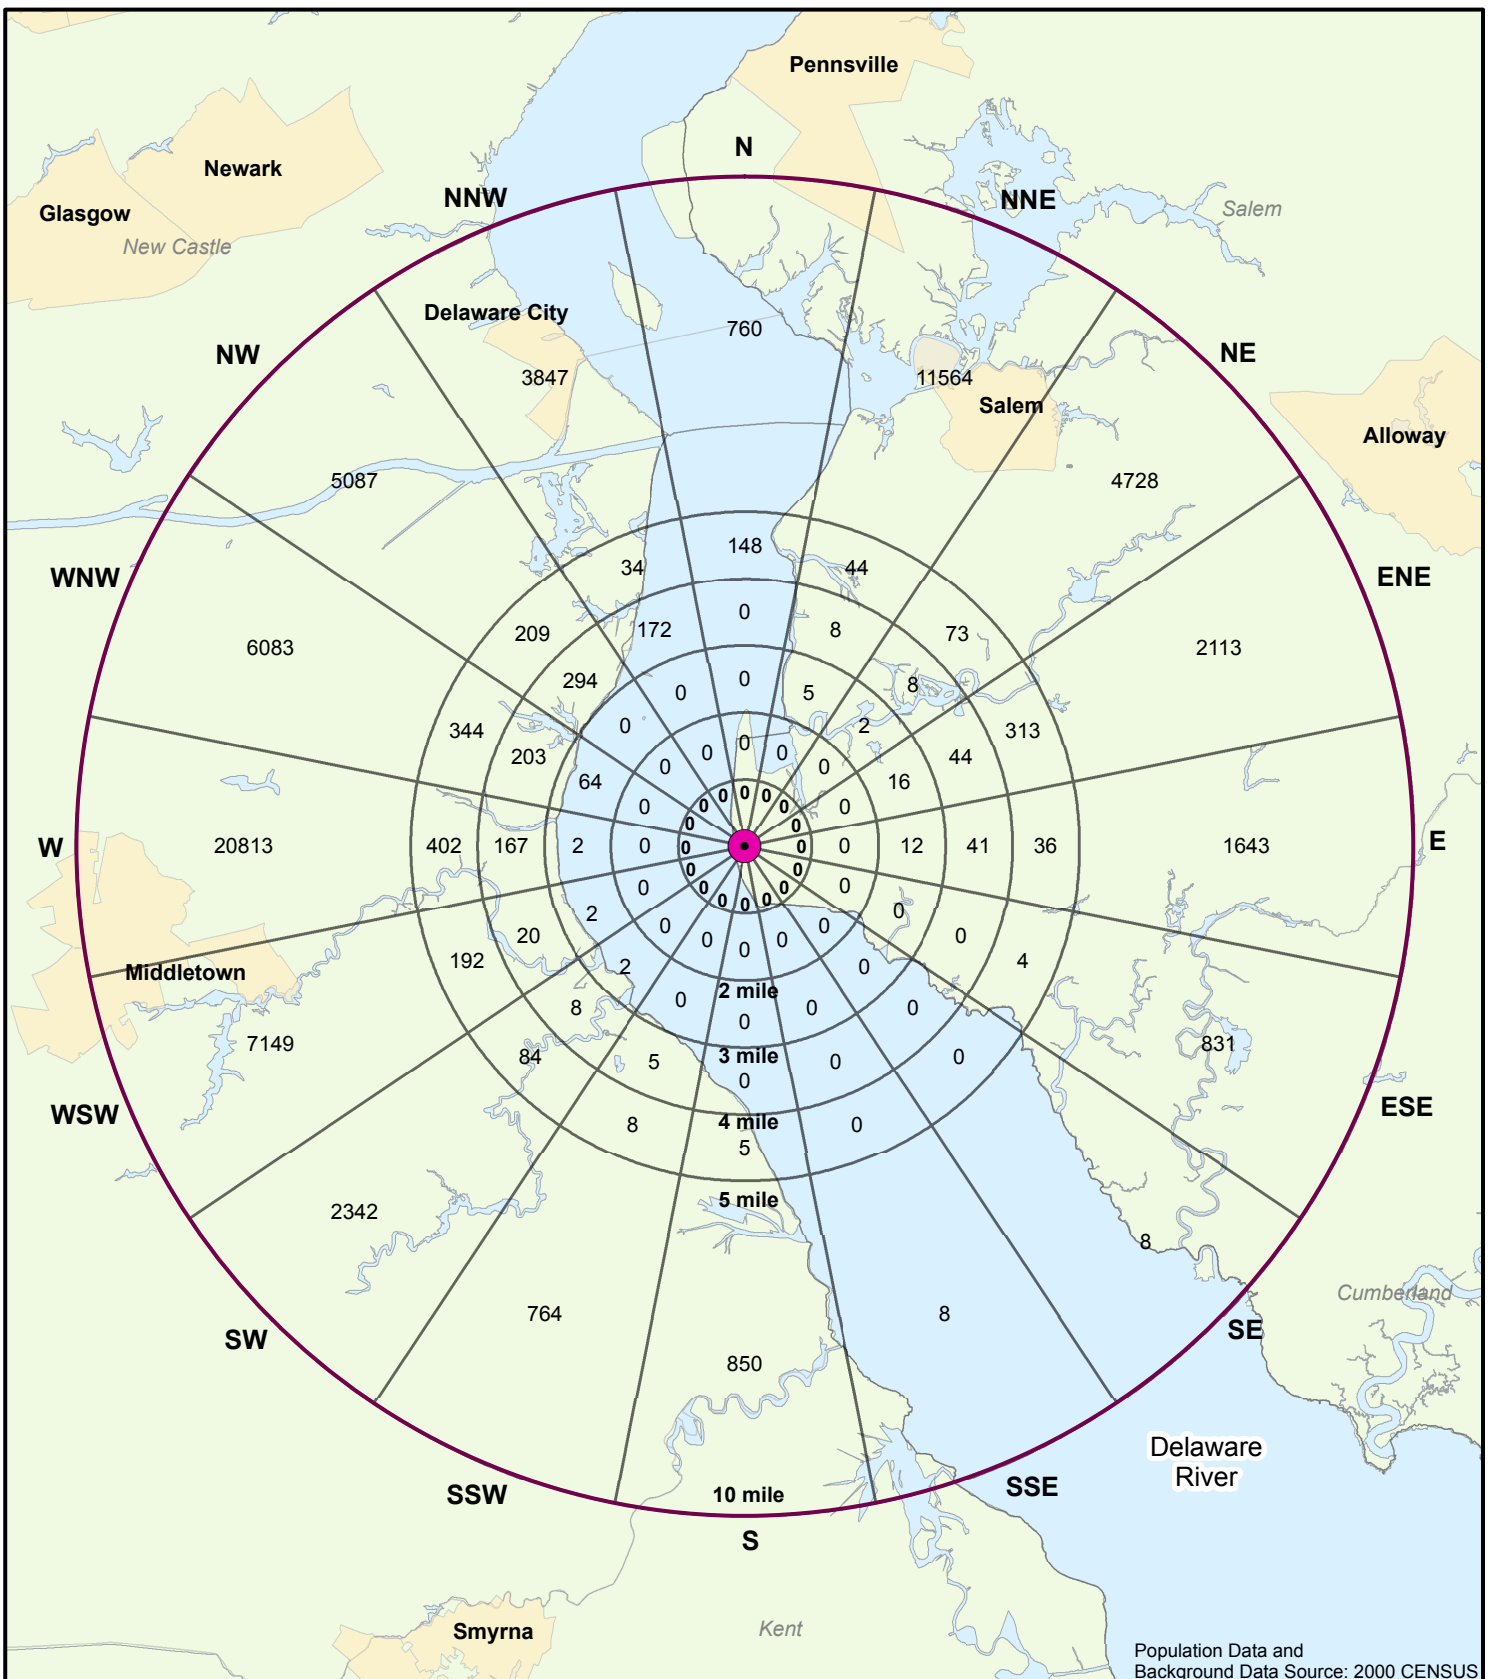 Pennsville
N
Newark
NNW
NNE
Salem
Glasgow
New Castle
Delaware City
760
NW
NE
3847
11564
Salem
Alloway
5087
4728
148
34
44
WNW
ENE
0
172
8
209
73
6083
2113
294
0
0
5
8
344
0
2
313
203
0
0
0
44
64
0
0
16
0
0
0
0
0
0
0
0
0
0
W
20813
402
167
2
0
0
0
0
12
41
36
1643
E
0
0
0
0
0
0
0
0
0
0
2
0
20
0
0
0
192
0
0
0
0
4
Middletown
2
0
2 mile
0
8
0
0
0
0
7149
831
84
5
3 mile
0
0
0
WSW
ESE
8
4 mile
0
5
5 mile
2342
8
Cumberland
764
8
SW
SE
850
Delaware
River
SSW
10 mile
SSE
S
Smyrna
Kent
Population Data and
Background Data Source: 2000 CENSUS